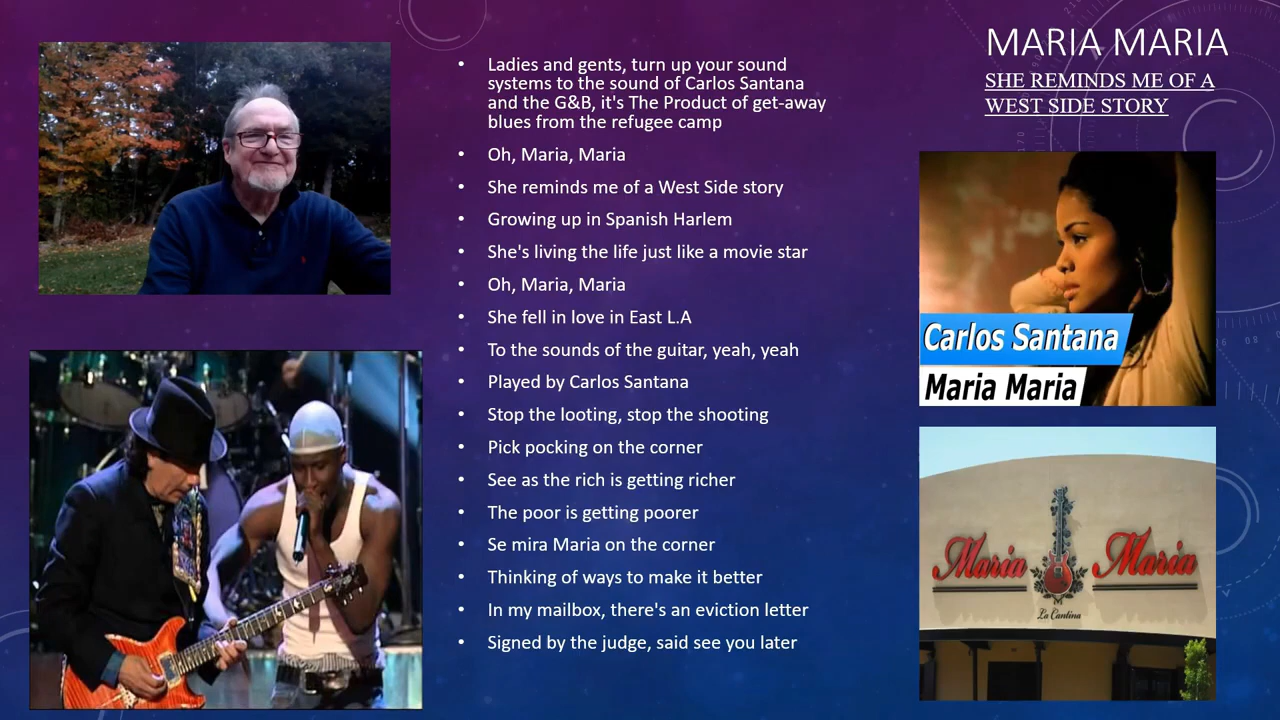 MARIA MARIA
SHE REMINDS ME OF A
WEST SIDE STORY
• Ladies and gents, turn up your sound
systems to the sound of Carlos Santana
and the G&B, it's The Product of get-away
blues from the refugee camp
• Oh, Maria, Maria
• She reminds me of a West Side story
• Growing up in Spanish Harlem
• She's living the life just like a movie star
• Oh, Maria, Maria
• She fell in love in East L.A
• To the sounds of the guitar, yeah, yeah
• Played by Carlos Santana
• Stop the looting, stop the shooting
• Pick pocking on the corner
• See as the rich is getting richer
• The poor is getting poorer
• Se mira Maria on the corner
• Thinking of ways to make it better
• In my mailbox, there's an eviction letter
• Signed by the judge, said see you later
Carlos Santana
Maria Maria
Maria Maria
La Cantina